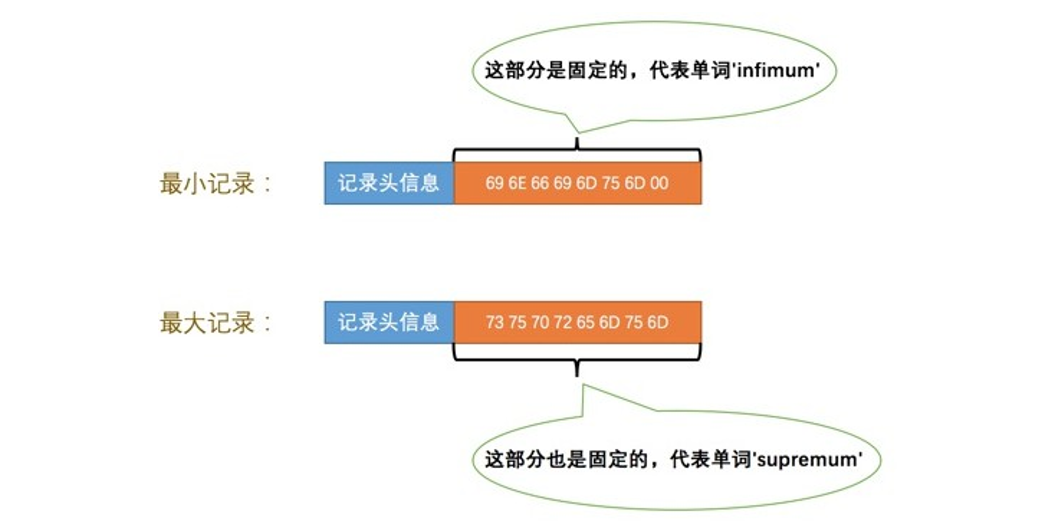 这部分是固定的，代表单词'infimum'
最小记录：
记录头信息
69 6E 66 69 6D 75 6D 00
最大记录：
记录头信息
73 75 70 72 65 6D 75 6D
这部分也是固定的，代表单词'supremum'